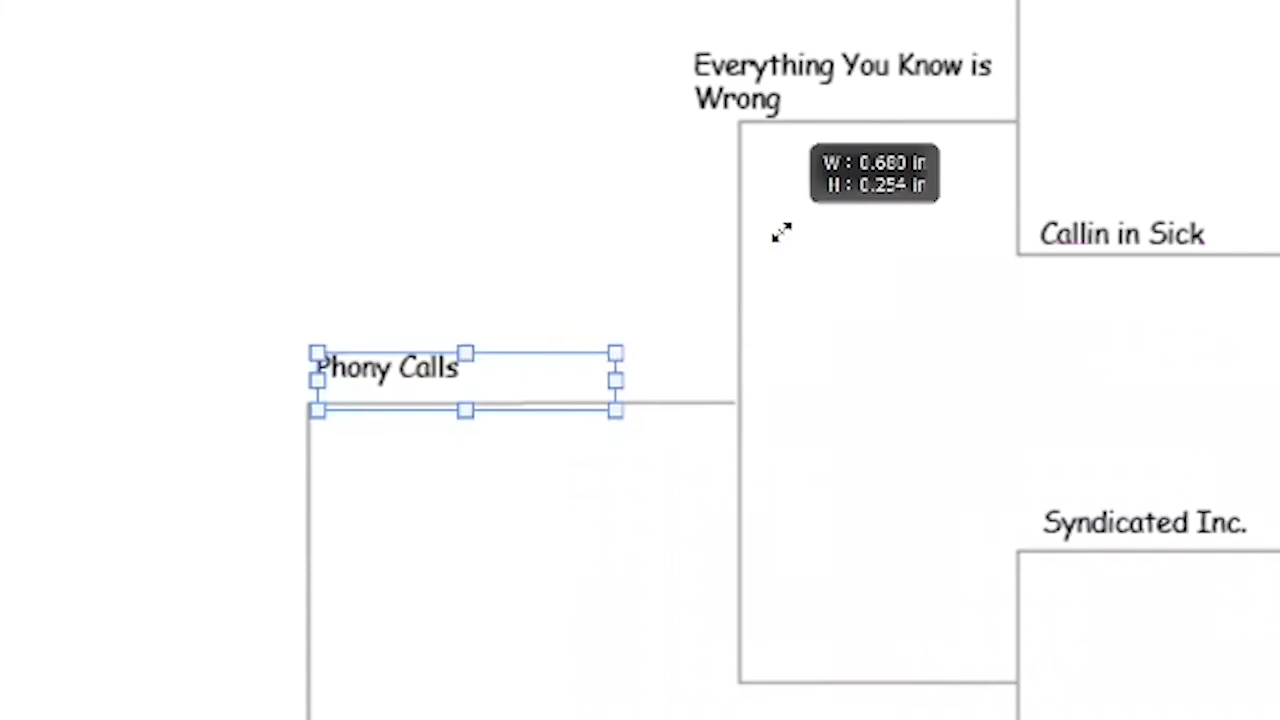 Everything You Know is
Wrong
W : 0.680 in
H : 0.254 in
Callin in Sick
Phony Calls
Syndicated Inc.